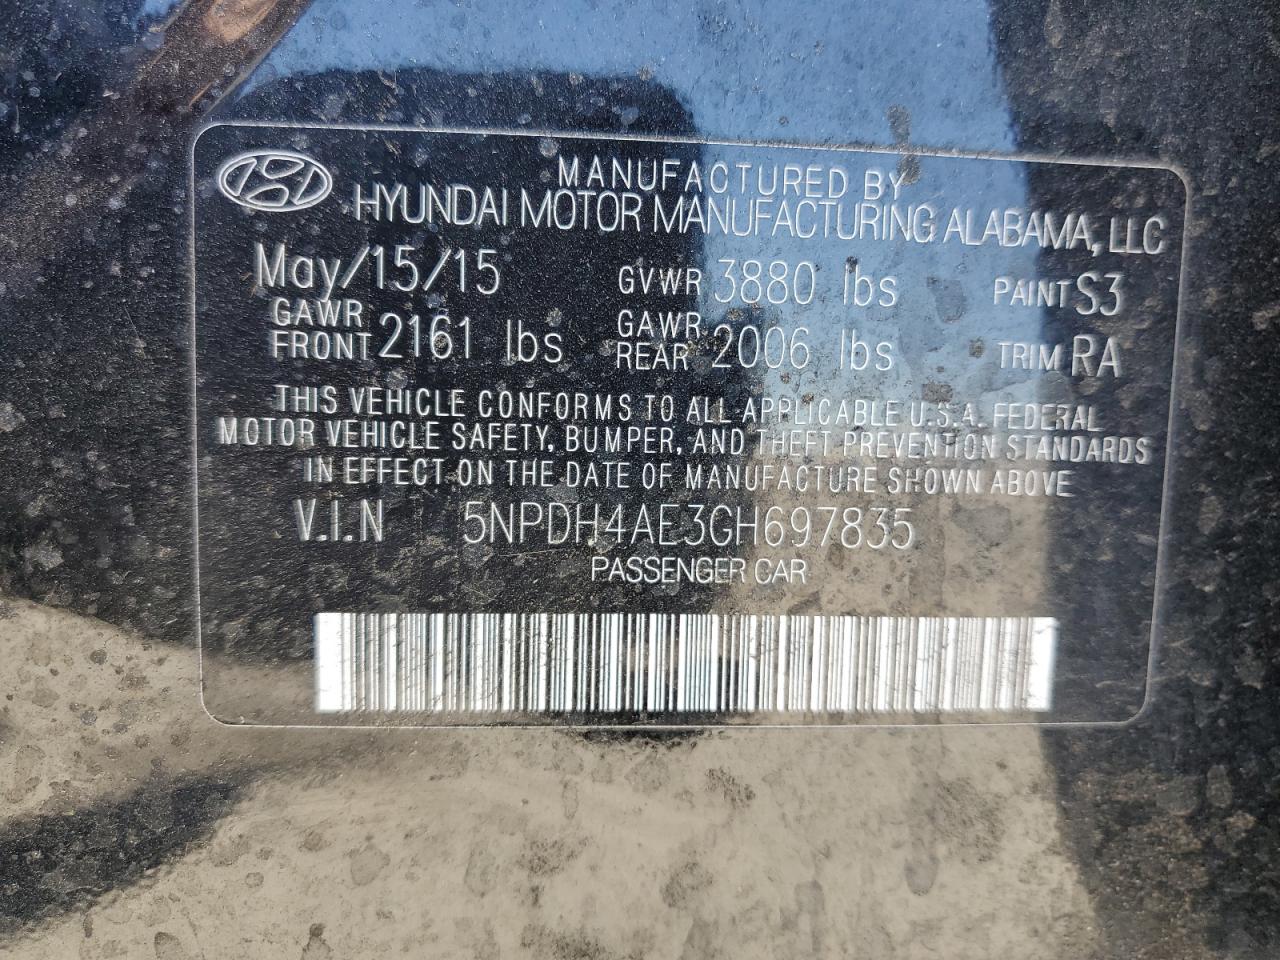 MANUFACTURED BY
HYUNDAI MOTOR MANUFACTURING ALABAMA, LLC
May/15/15 GVWR 3880 lbs PAINT S3
GAWR FRONT 2161 lbs GAWR REAR 2006 lbs TRIM RA
THIS VEHICLE CONFORMS TO ALL APPLICABLE U.S.A. FEDERAL
MOTOR VEHICLE SAFETY, BUMPER, AND THEFT PREVENTION STANDARDS
IN EFFECT ON THE DATE OF MANUFACTURE SHOWN ABOVE
V.I.N 5NPDH4AE3GH697835
PASSENGER CAR